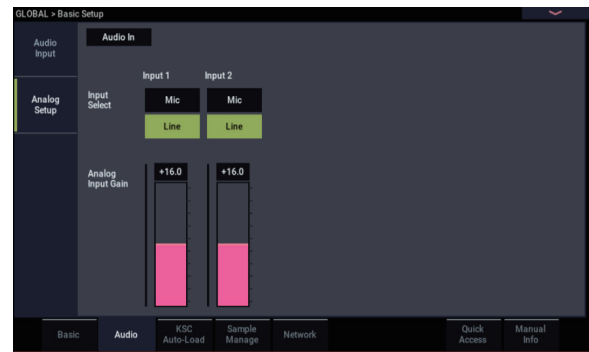 GLOBAL > Basic Setup
Audio
Input
Audio In
Input 1 Input 2
Analog
Setup
Input
Select
Mic Mic
Line Line
Analog
Input Gain
+16.0 +16.0
Basic Audio KSC
Auto-Load Sample
Manage Network Quick
Access Manual
Info